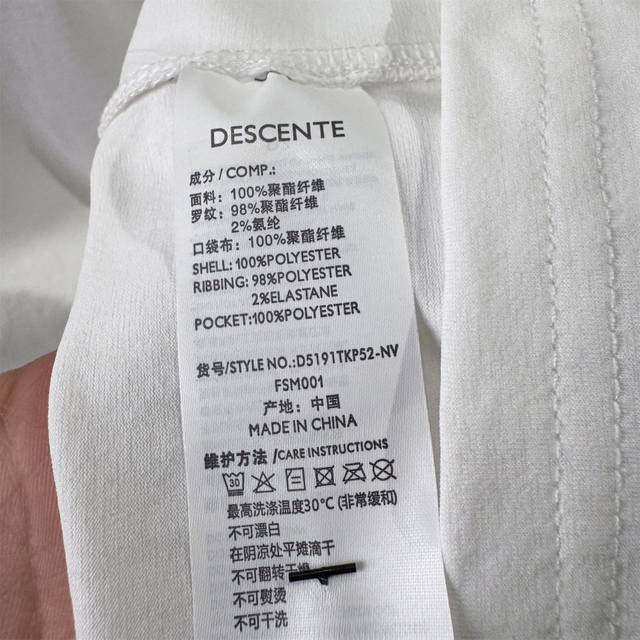 DESCENTE
成分 / COMP.:
面料：100%聚酯纤维
罗纹：98%聚酯纤维
2%氨纶
口袋布：100%聚酯纤维
SHELL: 100%POLYESTER
RIBBING: 98%POLYESTER
2%ELASTANE
POCKET:100%POLYESTER
货号/STYLE NO.:D5191TKP52-NV
FSM001
产地：中国
MADE IN CHINA
维护方法 /CARE INSTRUCTIONS
30
最高洗涤温度30℃ (非常缓和)
不可漂白
在阴凉处平摊滴干
不可翻转干燥
不可熨烫
不可干洗